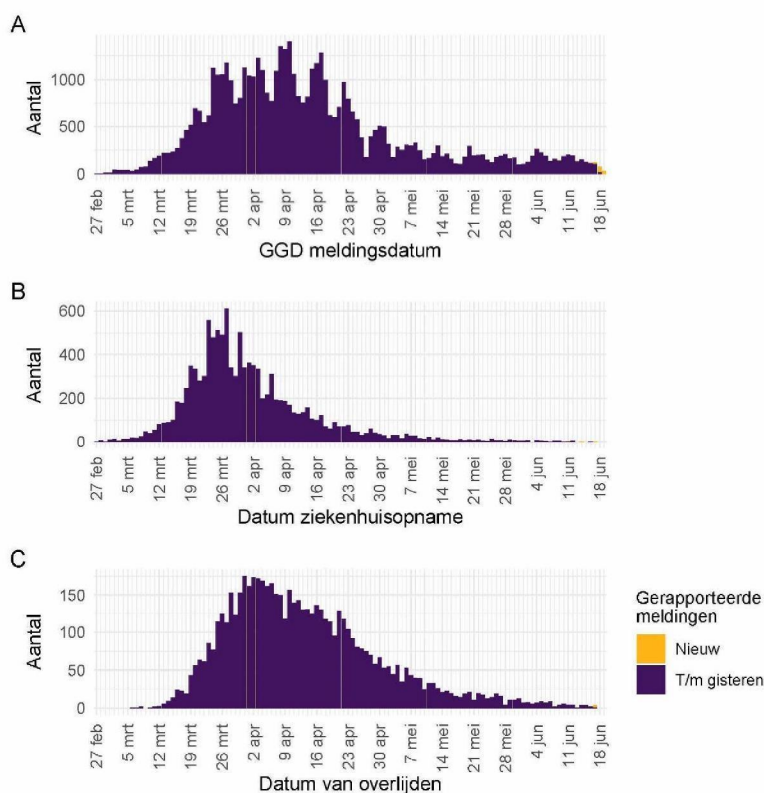 A
Aantal
1000
500
0
27 feb
5 mrt
12 mrt
19 mrt
26 mrt
2 apr
9 apr
16 apr
23 apr
30 apr
7 mei
14 mei
21 mei
28 mei
4 jun
11 jun
18 jun
GGD meldingsdatum
B
Aantal
600
400
200
0
27 feb
5 mrt
12 mrt
19 mrt
26 mrt
2 apr
9 apr
16 apr
23 apr
30 apr
7 mei
14 mei
21 mei
28 mei
4 jun
11 jun
18 jun
Datum ziekenhuisopname
C
Aantal
150
100
50
0
27 feb
5 mrt
12 mrt
19 mrt
26 mrt
2 apr
9 apr
16 apr
23 apr
30 apr
7 mei
14 mei
21 mei
28 mei
4 jun
11 jun
18 jun
Datum van overlijden
Gerapporteerde
meldingen
Nieuw
T/m gisteren